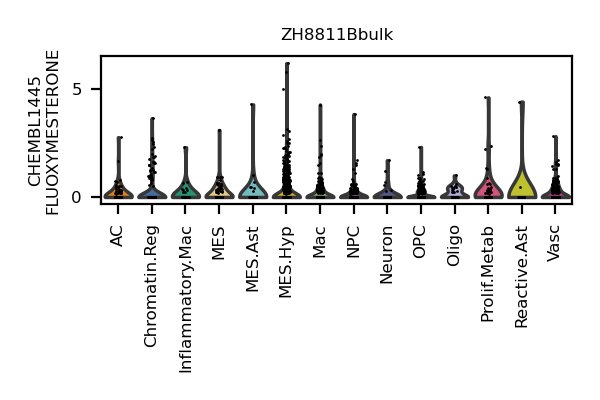 ZH8811Bbulk
CHEMBL1445
FLUOXYMESTERONE
5
0
AC
Chromatin.Reg
Inflammatory.Mac
MES
MES.Ast
MES.Hyp
Mac
NPC
Neuron
OPC
Oligo
Prolif.Metab
Reactive.Ast
Vasc